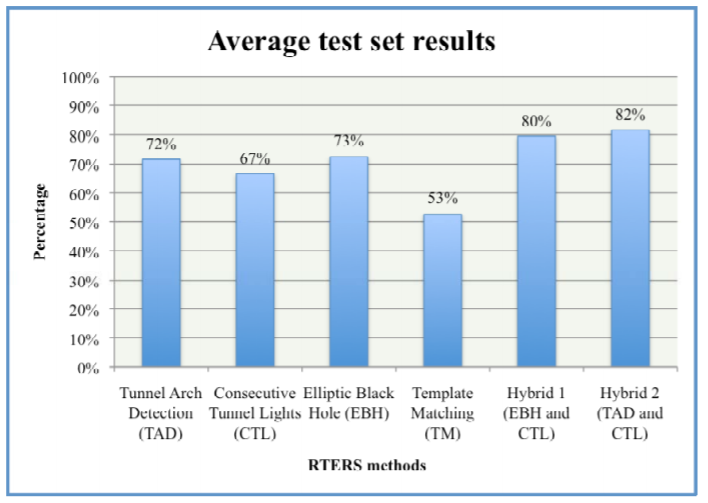 Average test set results
100%
90%
80%
70%
60%
50%
40%
30%
20%
10%
0%
Percentage
72%
67%
73%
53%
80%
82%
Tunnel Arch Detection (TAD)
Consecutive Tunnel Lights (CTL)
Elliptic Black Hole (EBH)
Template Matching (TM)
Hybrid 1 (EBH and CTL)
Hybrid 2 (TAD and CTL)
RTERS methods